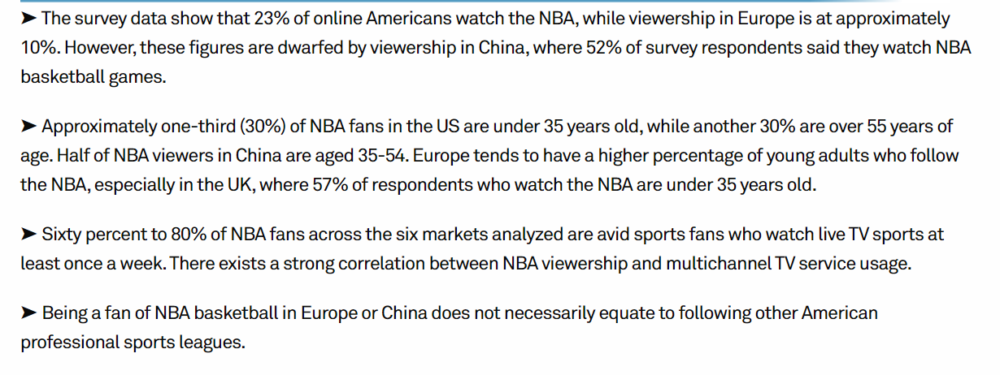 ➤ The survey data show that 23% of online Americans watch the NBA, while viewership in Europe is at approximately
10%. However, these figures are dwarfed by viewership in China, where 52% of survey respondents said they watch NBA
basketball games.
➤ Approximately one-third (30%) of NBA fans in the US are under 35 years old, while another 30% are over 55 years of
age. Half of NBA viewers in China are aged 35-54. Europe tends to have a higher percentage of young adults who follow
the NBA, especially in the UK, where 57% of respondents who watch the NBA are under 35 years old.
➤ Sixty percent to 80% of NBA fans across the six markets analyzed are avid sports fans who watch live TV sports at
least once a week. There exists a strong correlation between NBA viewership and multichannel TV service usage.
➤ Being a fan of NBA basketball in Europe or China does not necessarily equate to following other American
professional sports leagues.